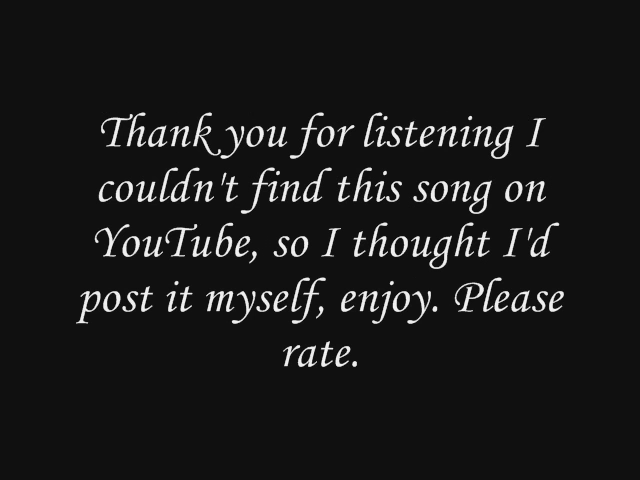 Thank you for listening I
couldn't find this song on
YouTube, so I thought I'd
post it myself, enjoy. Please
rate.